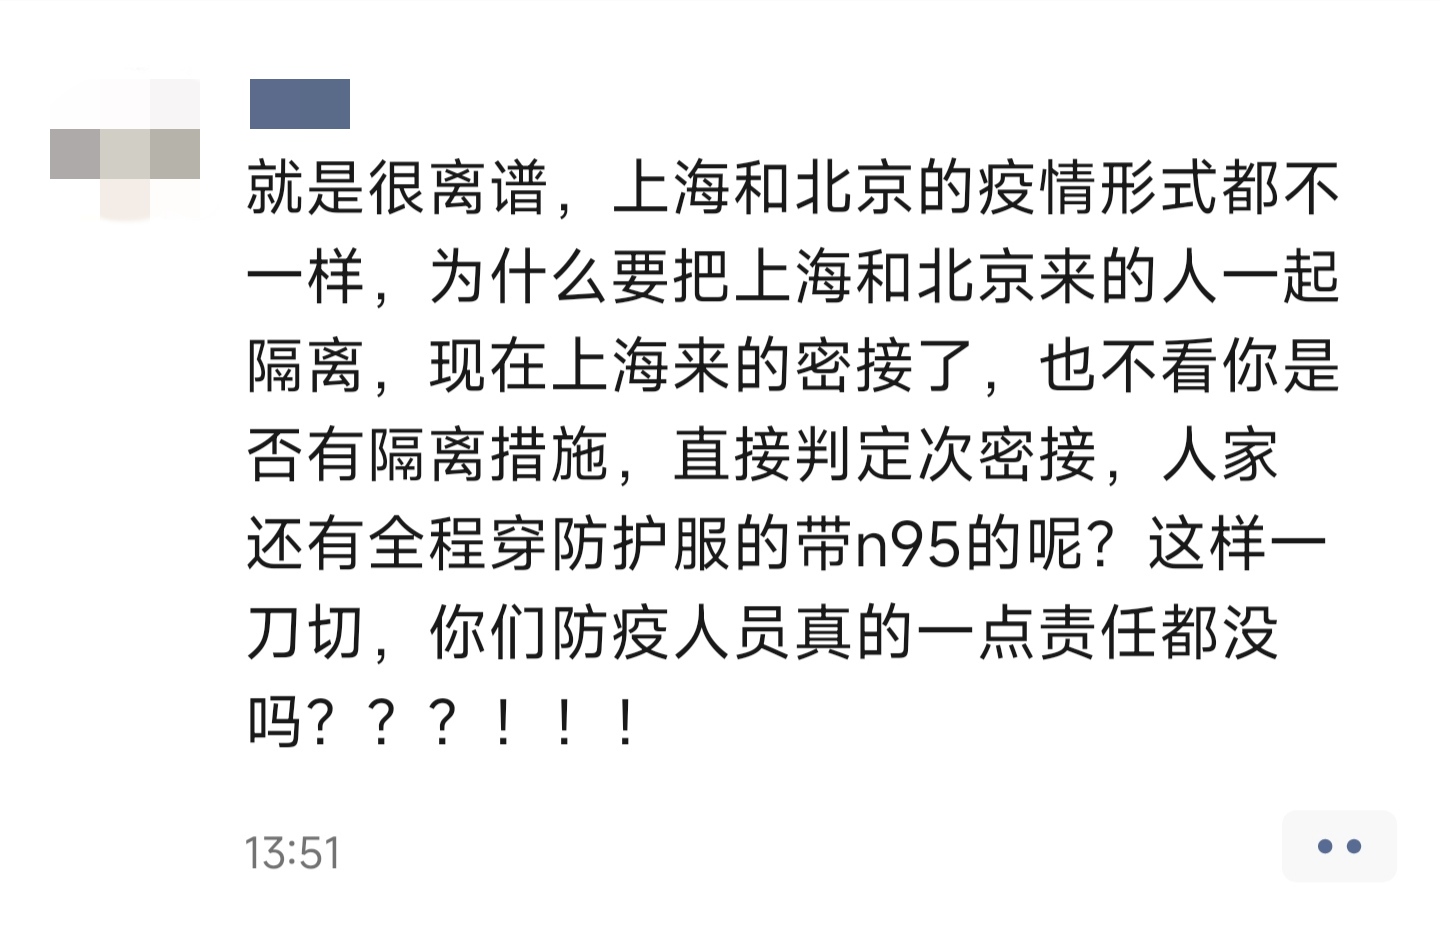 就是很离谱，上海和北京的疫情形式都不
一样，为什么要把上海和北京来的人一起
隔离，现在上海来的密接了，也不看你是
否有隔离措施，直接判定次密接，人家
还有全程穿防护服的带n95的呢？这样一
刀切，你们防疫人员真的一点责任都没
吗？？？！！！
13:51